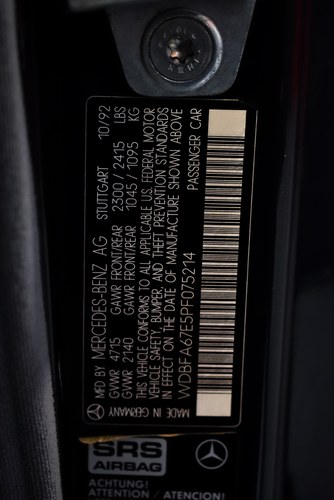 MFD BY MERCEDES-BENZ AG STUTTGART 10/92
GVWR 4715 GAWR FRONT/REAR 2300 / 2415 LBS
GVWR 2140 GAWR FRONT/REAR 1045 / 1095 KG
THIS VEHICLE CONFORMS TO ALL APPLICABLE U.S. FEDERAL MOTOR
VEHICLE SAFETY, BUMPER, AND THEFT PREVENTION STANDARDS
IN EFFECT ON THE DATE OF MANUFACTURE SHOWN ABOVE
WDBFA67E5PF075214 PASSENGER CAR
MADE IN GERMANY
SRS
AIRBAG
ACHTUNG!
ATTENTION / ATENCION!